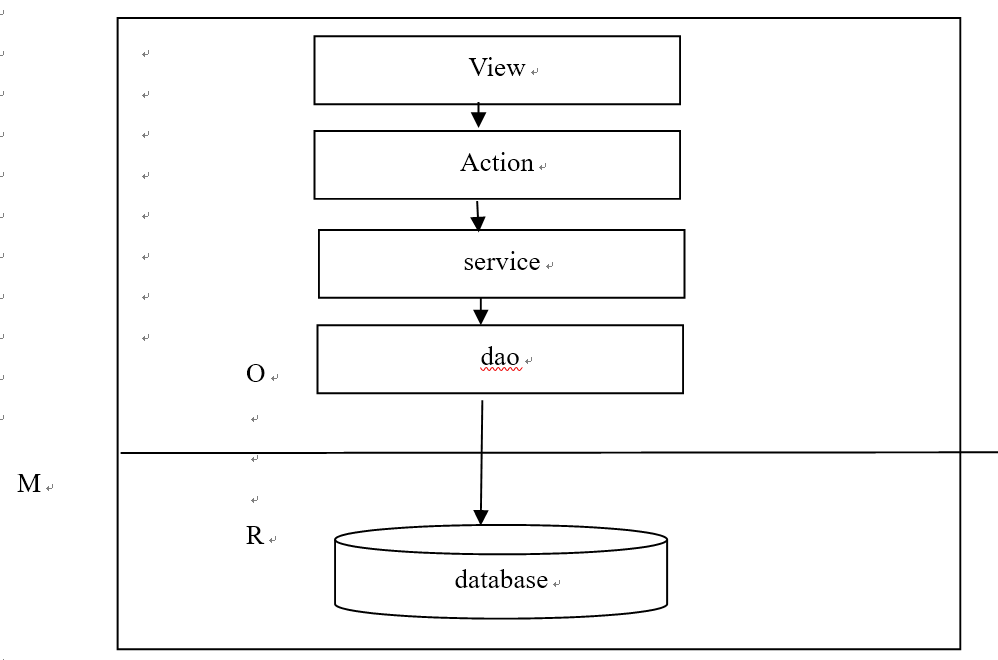 View
Action
service
dao
O
M
R
database